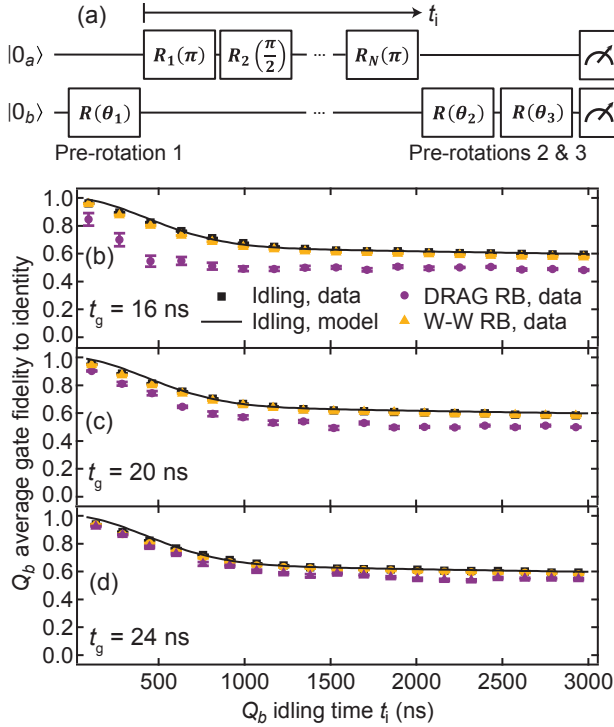 (a)
t_i
|0_a⟩ R_1(π) R_2(π/2) ... R_N(π)
|0_b⟩ R(θ_1) ... R(θ_2) R(θ_3)
Pre-rotation 1 Pre-rotations 2 & 3
Q_b average gate fidelity to identity
1.0
0.8
0.6
0.4
0.2
0.0
(b)
t_g = 16 ns
Idling, data DRAG RB, data
Idling, model W-W RB, data
1.0
0.8
0.6
0.4
0.2
0.0
(c)
t_g = 20 ns
1.0
0.8
0.6
0.4
0.2
0.0
(d)
t_g = 24 ns
500 1000 1500 2000 2500 3000
Q_b idling time t_i (ns)